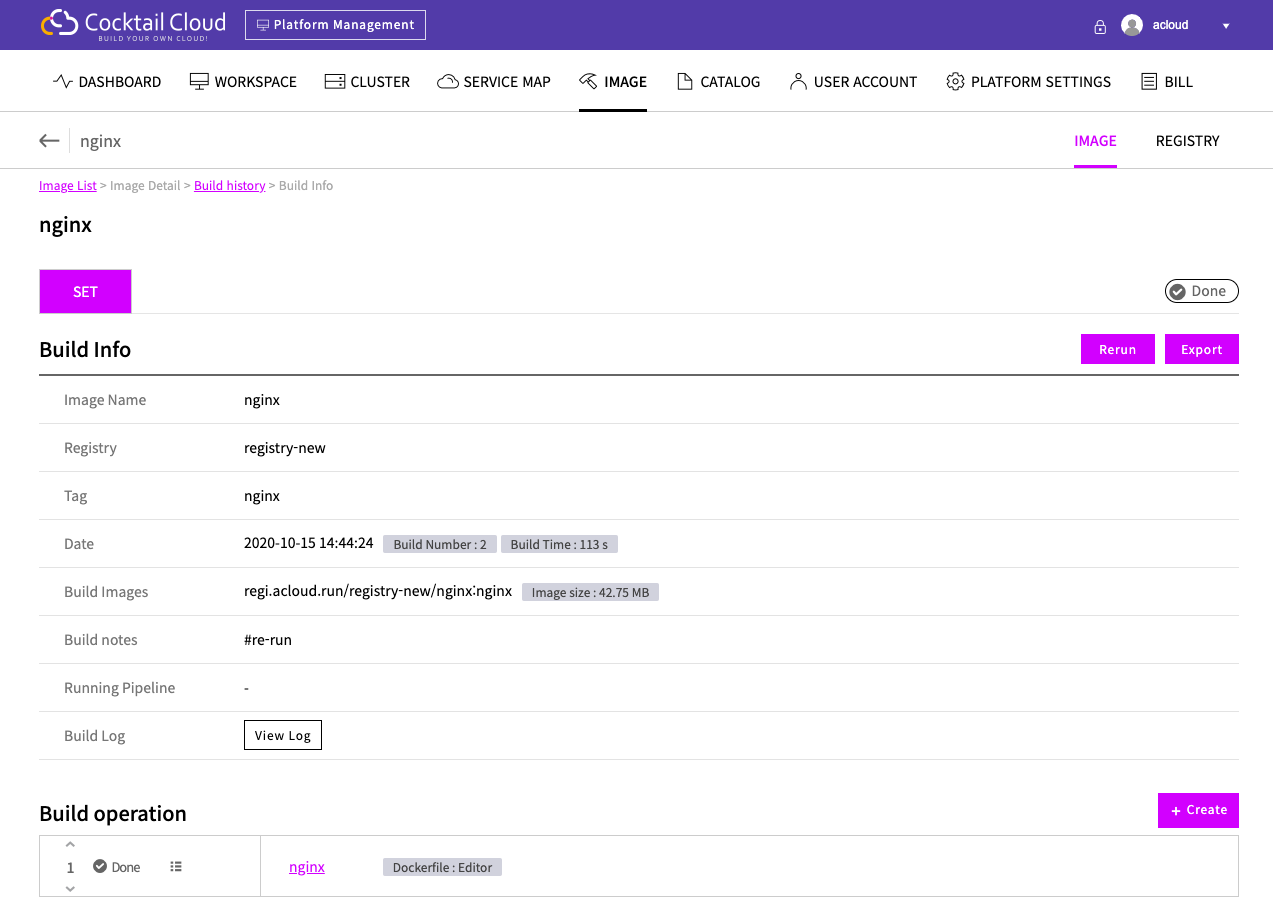 Cocktail Cloud
BUILD YOUR OWN CLOUD!
Platform Management
acloud
DASHBOARD WORKSPACE CLUSTER SERVICE MAP IMAGE CATALOG USER ACCOUNT PLATFORM SETTINGS BILL
nginx IMAGE REGISTRY
Image List > Image Detail > Build history > Build Info
nginx
SET Done
Build Info Rerun Export
Image Name nginx
Registry registry-new
Tag nginx
Date 2020-10-15 14:44:24 Build Number : 2 Build Time : 113 s
Build Images regi.acloud.run/registry-new/nginx:nginx Image size : 42.75 MB
Build notes #re-run
Running Pipeline -
Build Log View Log
Build operation + Create
1 Done nginx Dockerfile : Editor